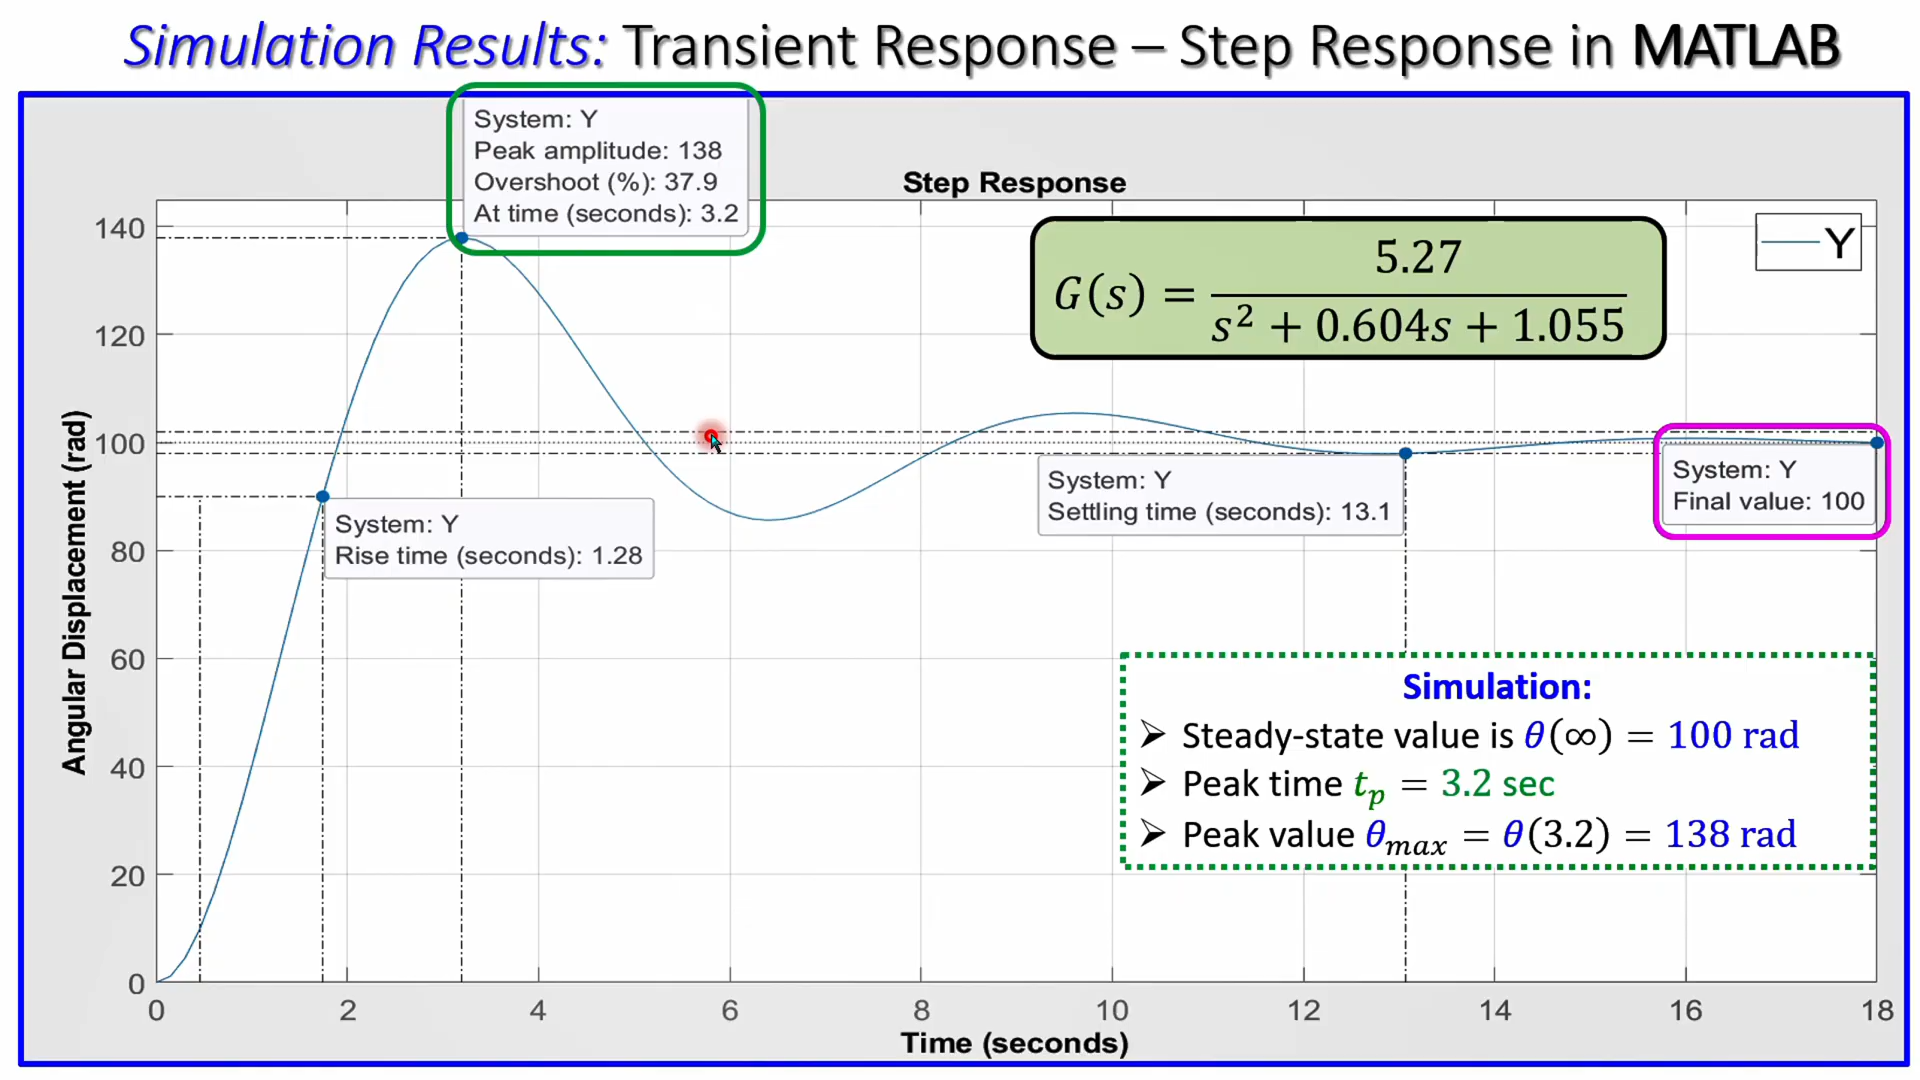 Simulation Results: Transient Response – Step Response in MATLAB
System: Y
Peak amplitude: 138
Overshoot (%): 37.9
At time (seconds): 3.2
Step Response
Y
G(s) = 5.27 / s² + 0.604s + 1.055
140
120
100
80
60
40
20
0
Angular Displacement (rad)
System: Y
Rise time (seconds): 1.28
System: Y
Settling time (seconds): 13.1
System: Y
Final value: 100
Simulation:
➢ Steady-state value is θ(∞) = 100 rad
➢ Peak time tₚ = 3.2 sec
➢ Peak value θmax = θ(3.2) = 138 rad
0 2 4 6 8 10 12 14 16 18
Time (seconds)